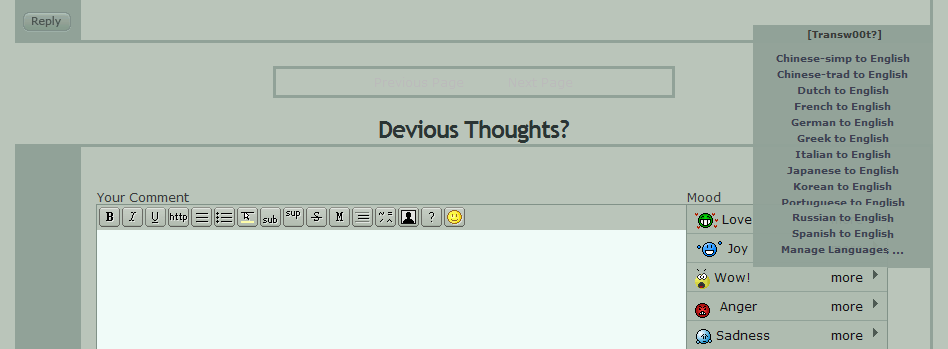 Reply
[Transw00t?]
Chinese-simp to English
Chinese-trad to English
Dutch to English
French to English
German to English
Greek to English
Italian to English
Japanese to English
Korean to English
Portuguese to English
Russian to English
Spanish to English
Manage Languages ...
Previous Page
Next Page
Devious Thoughts?
Your Comment
B I U http sub sup S M ?
Mood
Love
Joy
Wow! more
Anger more
Sadness more